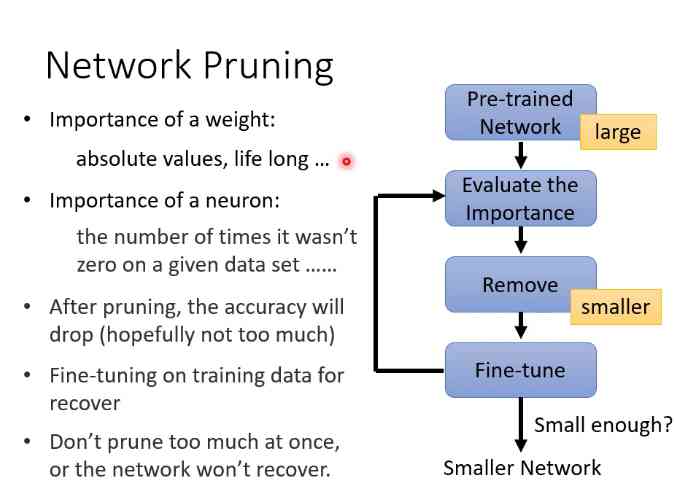 Network Pruning
• Importance of a weight:
absolute values, life long …
• Importance of a neuron:
the number of times it wasn’t
zero on a given data set ……
• After pruning, the accuracy will
drop (hopefully not too much)
• Fine-tuning on training data for
recover
• Don’t prune too much at once,
or the network won’t recover.
Pre-trained
Network
large
Evaluate the
Importance
Remove
smaller
Fine-tune
Small enough?
Smaller Network